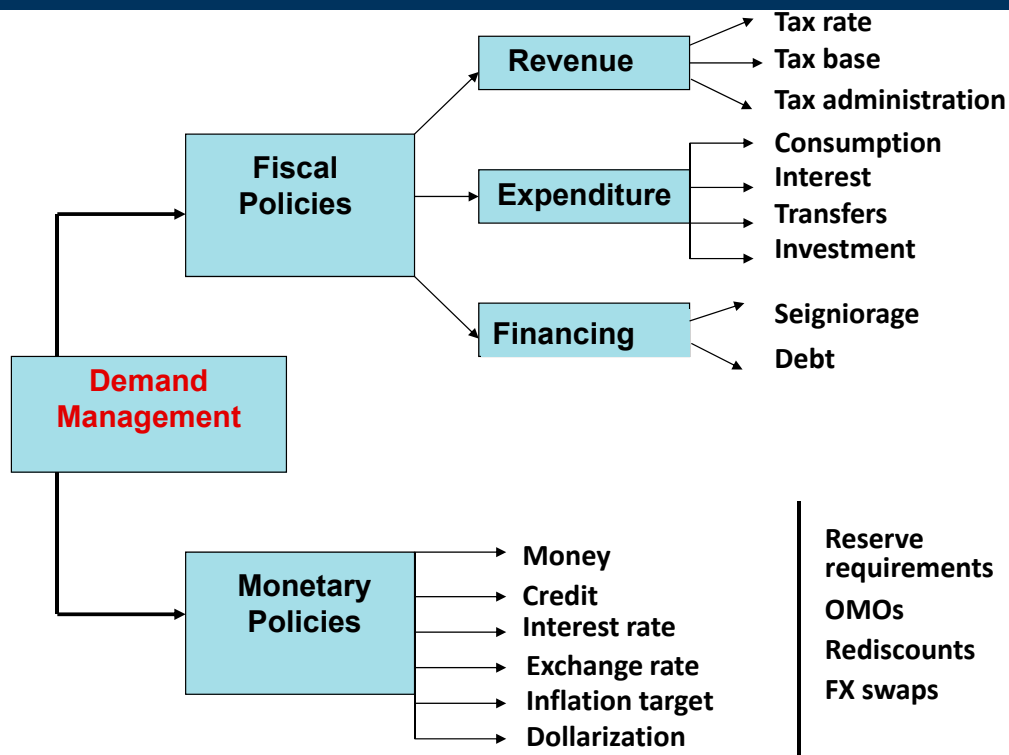 Tax rate
Revenue
Tax base
Tax administration
Fiscal
Policies
Consumption
Expenditure
Interest
Transfers
Investment
Financing
Seigniorage
Debt
Demand
Management
Monetary
Policies
Money
Credit
Interest rate
Exchange rate
Inflation target
Dollarization
Reserve
requirements
OMOs
Rediscounts
FX swaps